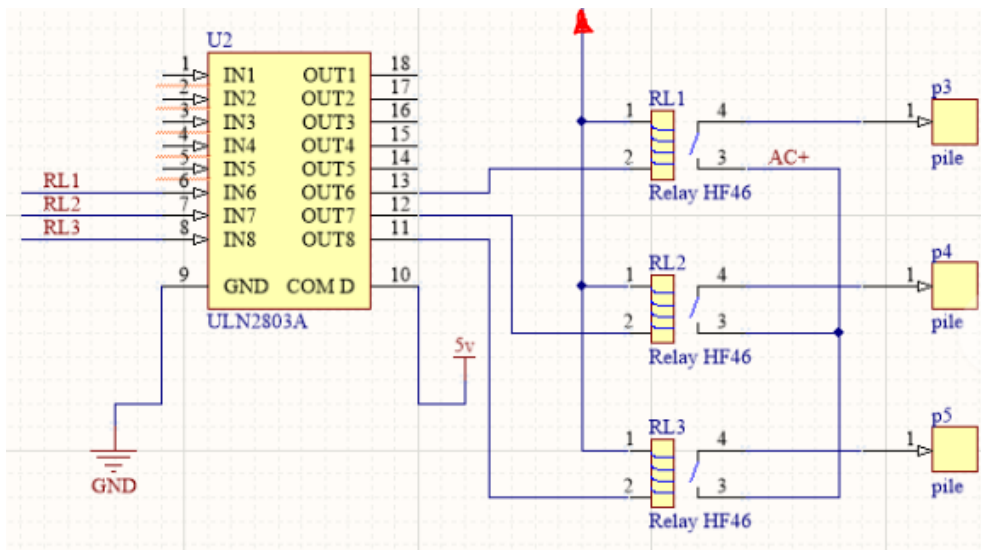 U2
1 IN1 OUT1 18
2 IN2 OUT2 17
3 IN3 OUT3 16
4 IN4 OUT4 15
5 IN5 OUT5 14
RL1 6 IN6 OUT6 13
RL2 7 IN7 OUT7 12
RL3 8 IN8 OUT8 11
9 GND COM D 10
ULN2803A
5v
GND
RL1
1 4
2 3
AC+
Relay HF46
p3
1
pile
RL2
1 4
2 3
Relay HF46
p4
1
pile
RL3
1 4
2 3
Relay HF46
p5
1
pile